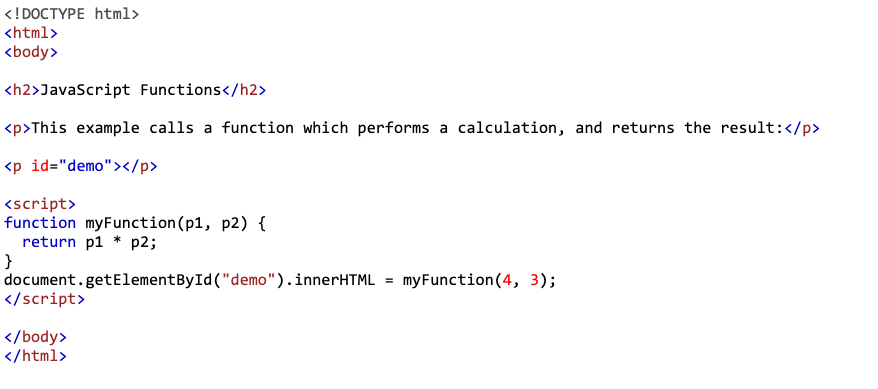 <!DOCTYPE html>
<html>
<body>
<h2>JavaScript Functions</h2>
<p>This example calls a function which performs a calculation, and returns the result:</p>
<p id="demo"></p>
<script>
function myFunction(p1, p2) {
  return p1 * p2;
}
document.getElementById("demo").innerHTML = myFunction(4, 3);
</script>
</body>
</html>